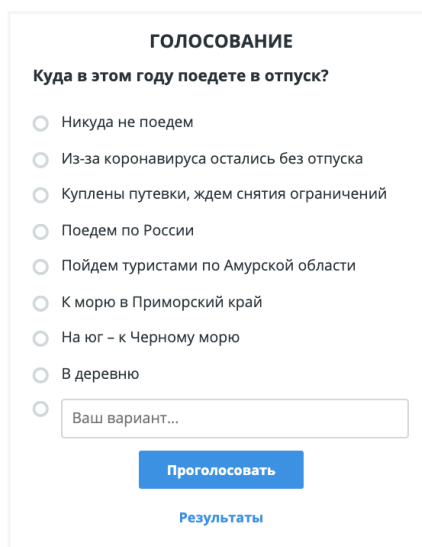 ГОЛОСОВАНИЕ
Куда в этом году поедете в отпуск?
Никуда не поедем
Из-за коронавируса остались без отпуска
Куплены путевки, ждем снятия ограничений
Поедем по России
Пойдем туристами по Амурской области
К морю в Приморский край
На юг – к Черному морю
В деревню
Ваш вариант...
Проголосовать
Результаты